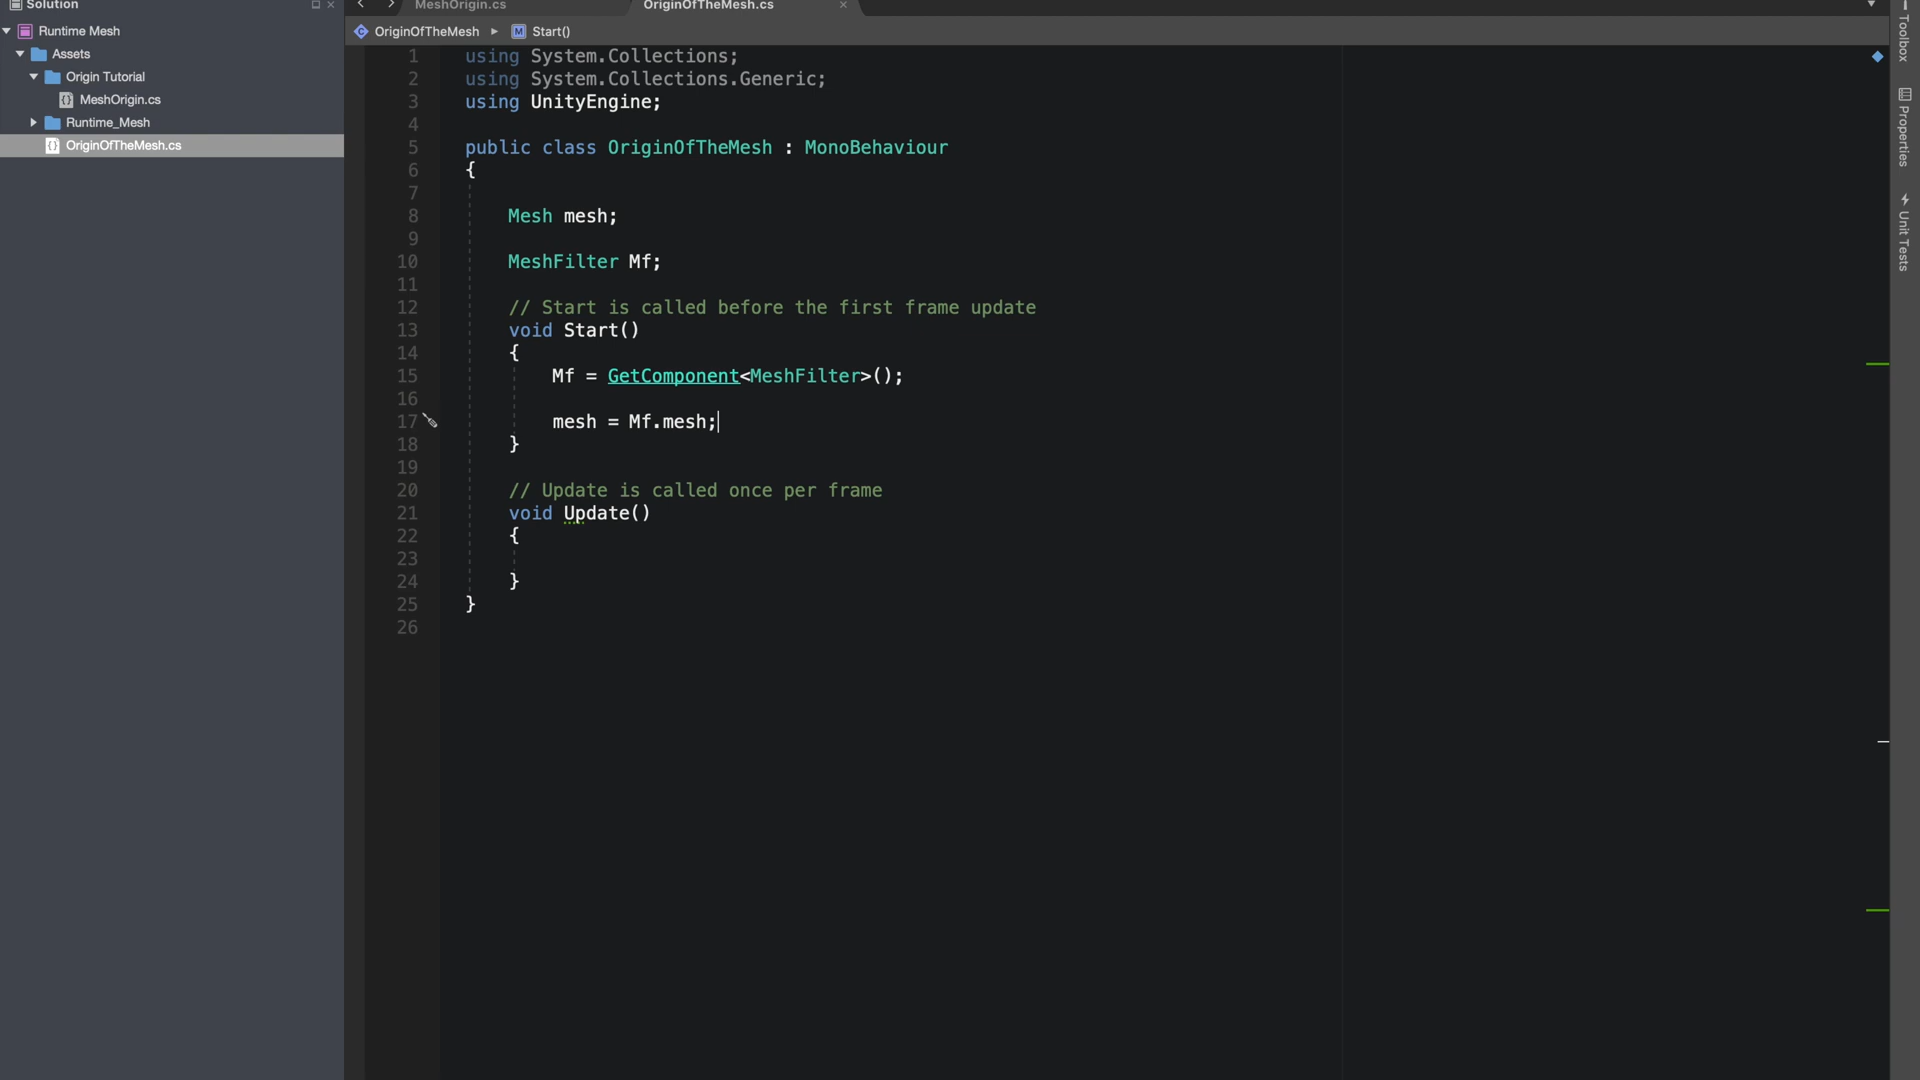 Solution
Runtime Mesh
Assets
Origin Tutorial
MeshOrigin.cs
Runtime_Mesh
OriginOfTheMesh.cs
MeshOrigin.cs
OriginOfTheMesh.cs
OriginOfTheMesh
Start()
1 using System.Collections;
2 using System.Collections.Generic;
3 using UnityEngine;
4
5 public class OriginOfTheMesh : MonoBehaviour
6 {
7
8 Mesh mesh;
9
10 MeshFilter Mf;
11
12 // Start is called before the first frame update
13 void Start()
14 {
15 Mf = GetComponent<MeshFilter>();
16
17 mesh = Mf.mesh;
18 }
19
20 // Update is called once per frame
21 void Update()
22 {
23
24 }
25 }
26
Toolbox
Properties
Unit Tests